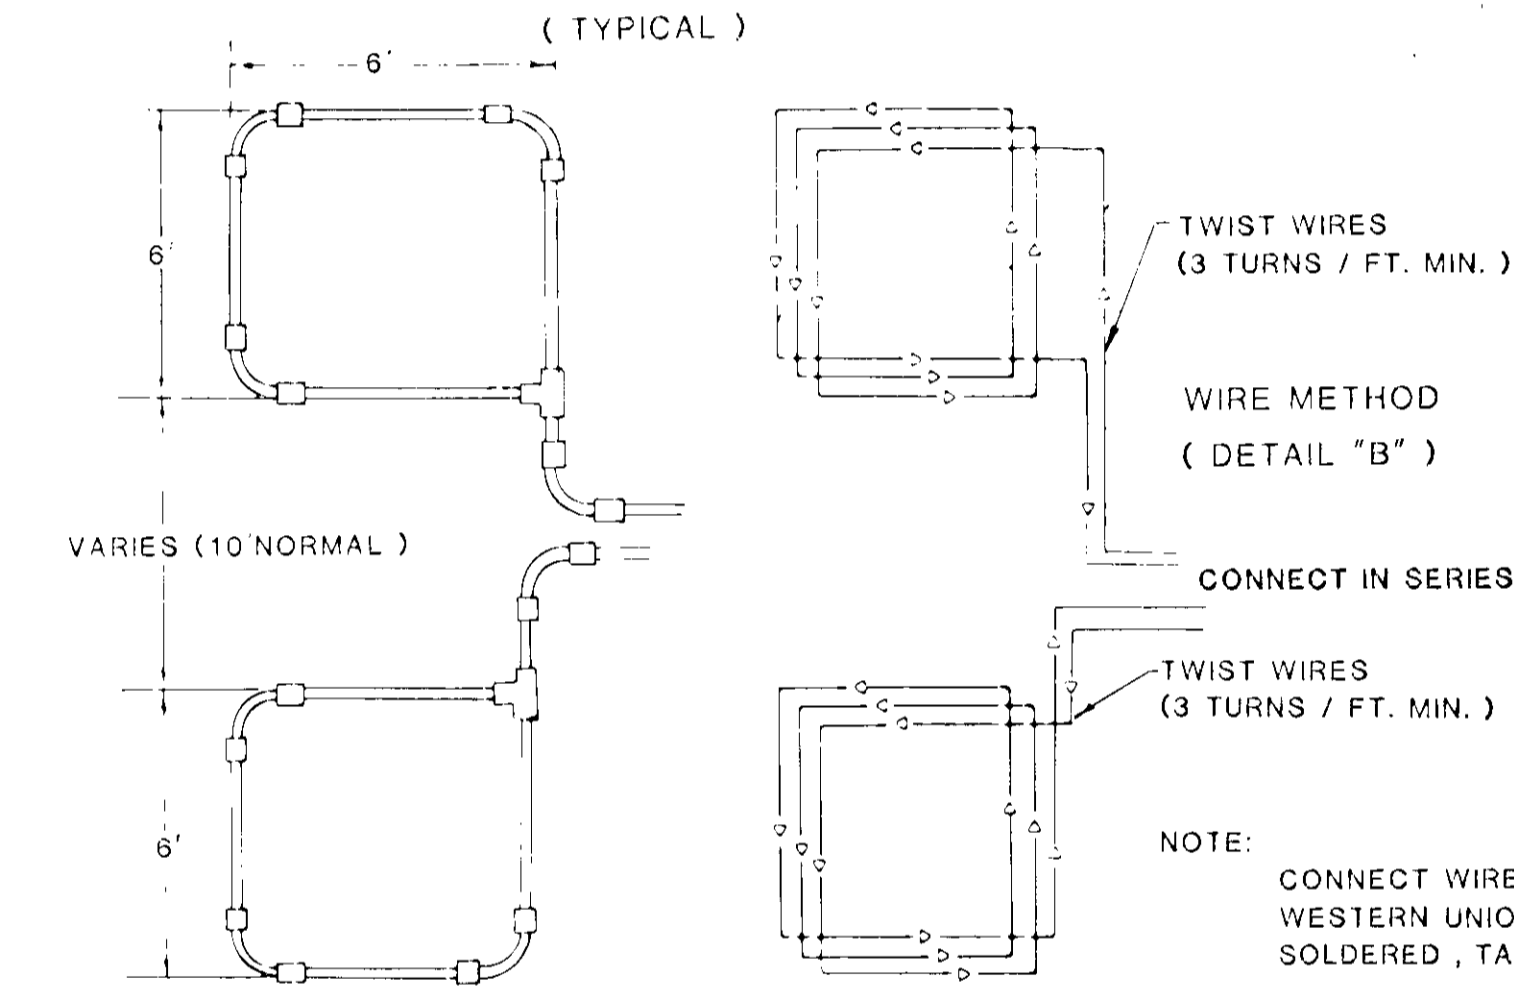 ( TYPICAL )
6'
6'
TWIST WIRES
(3 TURNS / FT. MIN. )
WIRE METHOD
( DETAIL "B" )
VARIES (10'NORMAL )
CONNECT IN SERIES
TWIST WIRES
(3 TURNS / FT. MIN. )
6'
NOTE:
CONNECT WIRE
WESTERN UNIO
SOLDERED , TA